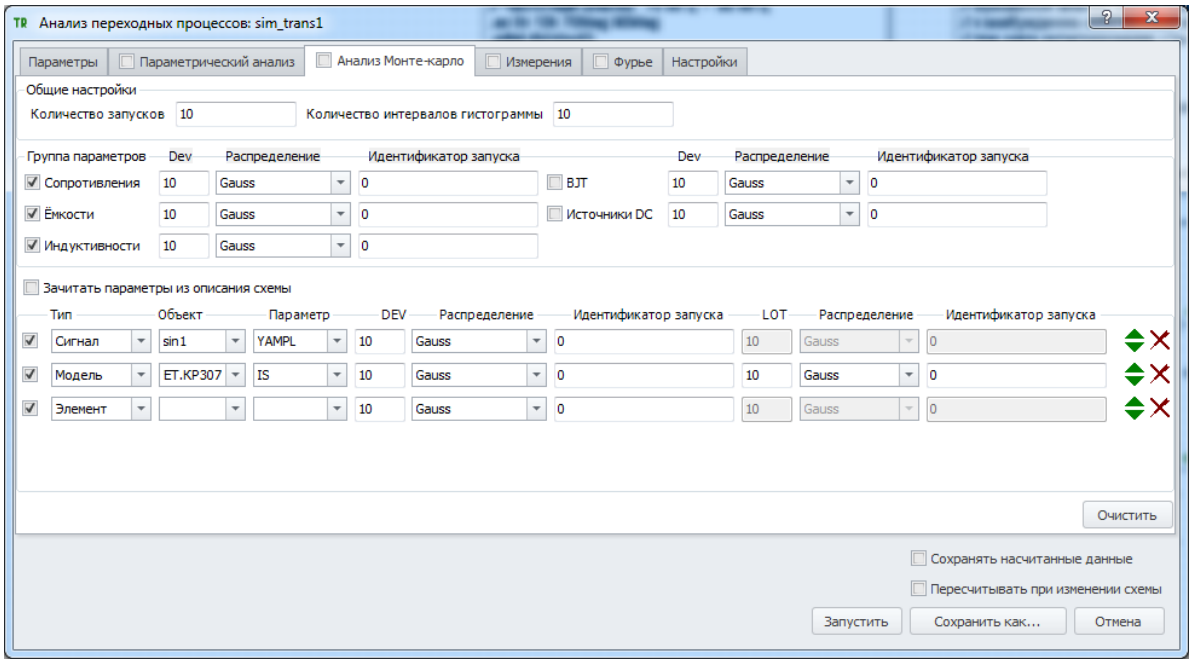 TR Анализ переходных процессов: sim_trans1 ? X
Параметры Параметрический анализ Анализ Монте-карло Измерения Фурье Настройки
Общие настройки
Количество запусков 10 Количество интервалов гистограммы 10
Группа параметров Dev Распределение Идентификатор запуска Dev Распределение Идентификатор запуска
Сопротивления 10 Gauss 0 BJT 10 Gauss 0
Ёмкости 10 Gauss 0 Источники DC 10 Gauss 0
Индуктивности 10 Gauss 0
Зачитать параметры из описания схемы
Тип Объект Параметр DEV Распределение Идентификатор запуска LOT Распределение Идентификатор запуска
Сигнал sin1 YAMPL 10 Gauss 0 10 Gauss 0
Модель ET.KP307 IS 10 Gauss 0 10 Gauss 0
Элемент 10 Gauss 0 10 Gauss 0
Очистить
Сохранять насчитанные данные
Пересчитывать при изменении схемы
Запустить Сохранить как... Отмена